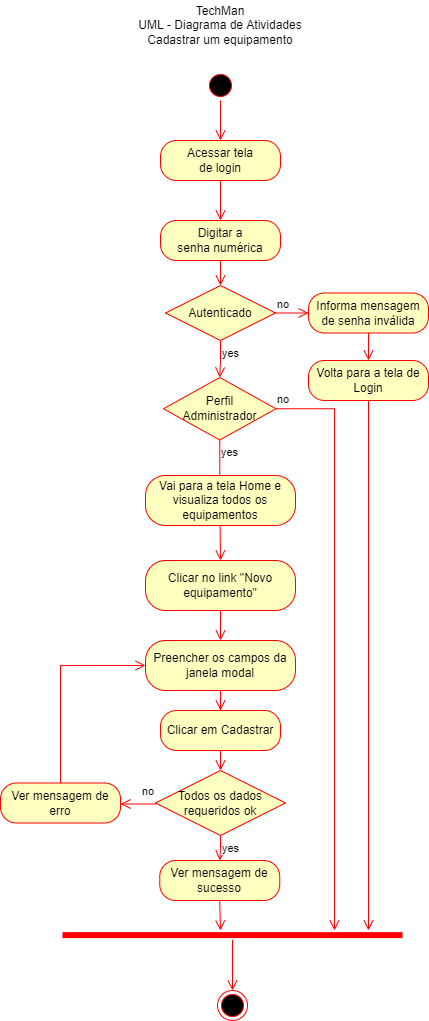 TechMan
UML - Diagrama de Atividades
Cadastrar um equipamento
Acessar tela
de login
Digitar a
senha numérica
Autenticado
no
Informa mensagem
de senha inválida
yes
Volta para a tela de
Login
Perfil
Administrador
no
yes
Vai para a tela Home e
visualiza todos os
equipamentos
Clicar no link "Novo
equipamento"
Preencher os campos da
janela modal
Clicar em Cadastrar
Todos os dados
requeridos ok
no
Ver mensagem de
erro
yes
Ver mensagem de
sucesso